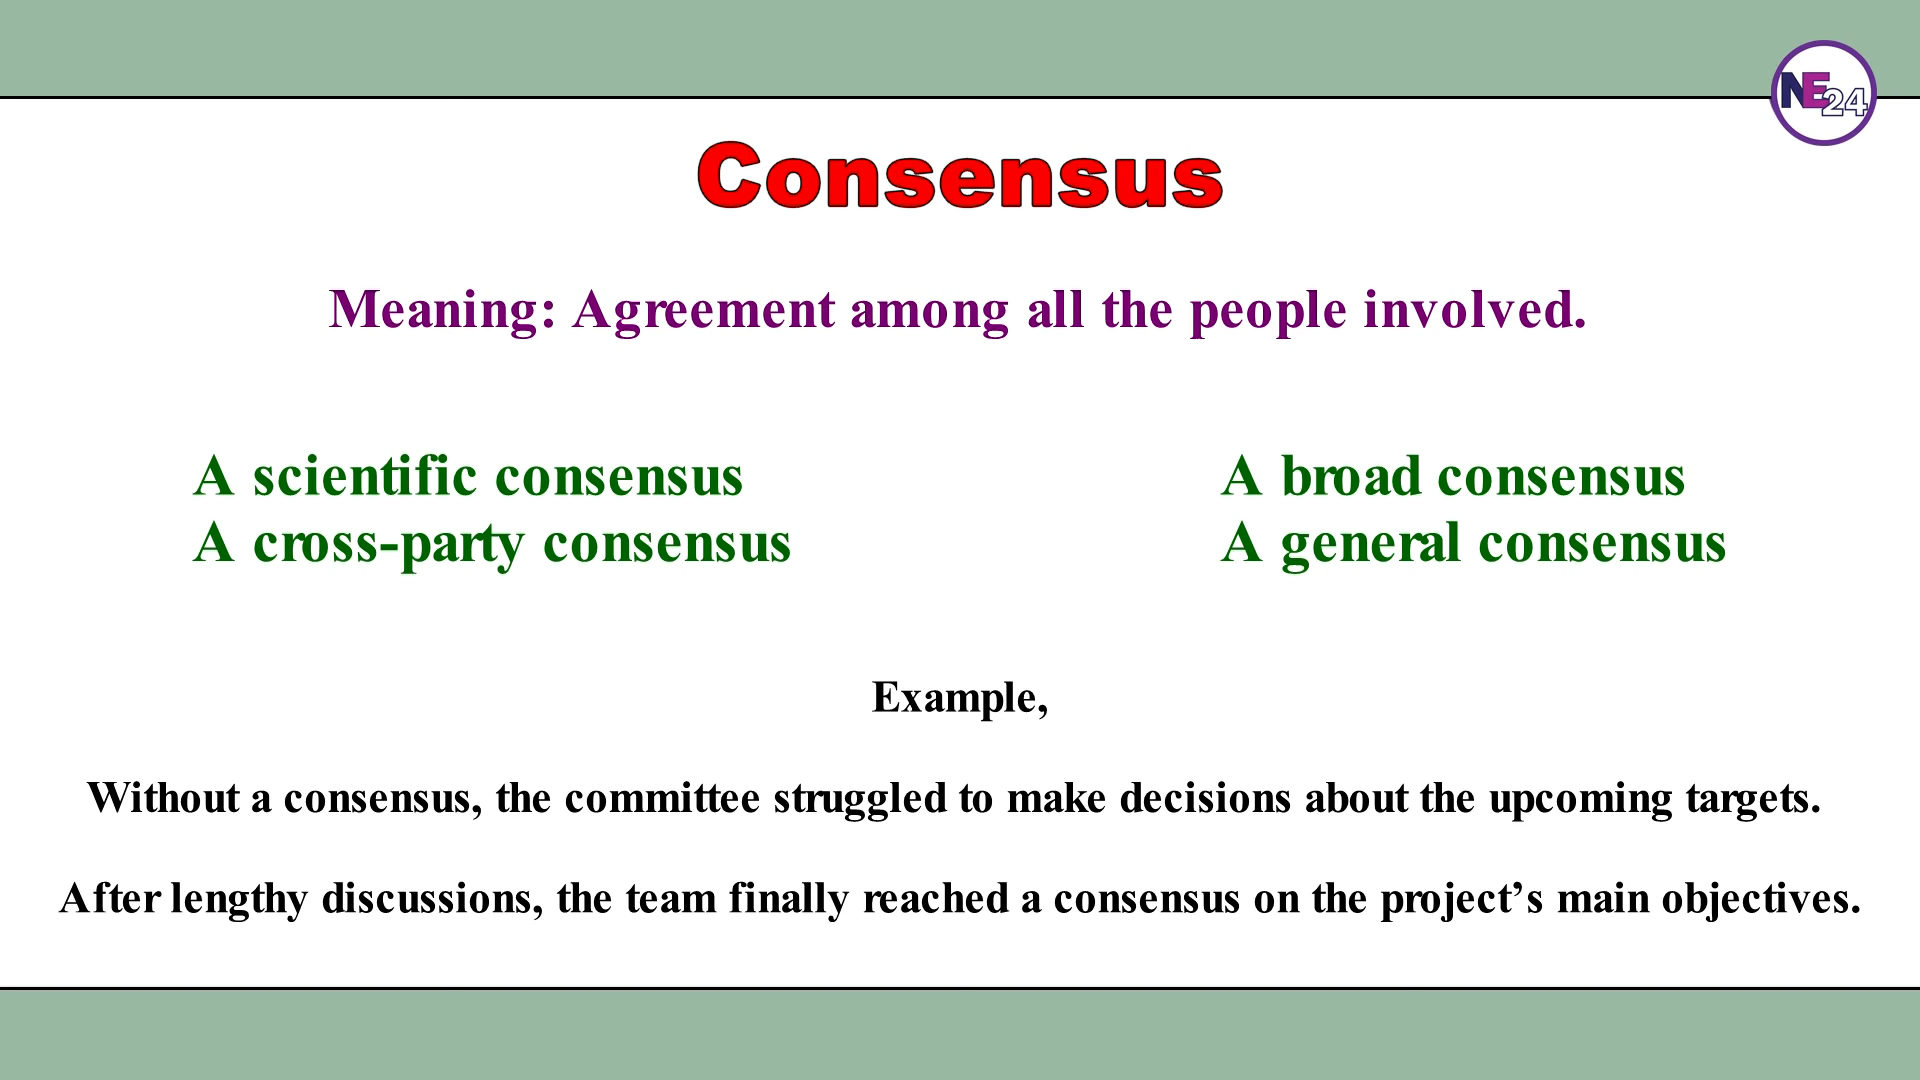 NE24
Consensus
Meaning: Agreement among all the people involved.
A scientific consensus
A cross-party consensus
A broad consensus
A general consensus
Example,
Without a consensus, the committee struggled to make decisions about the upcoming targets.
After lengthy discussions, the team finally reached a consensus on the project’s main objectives.